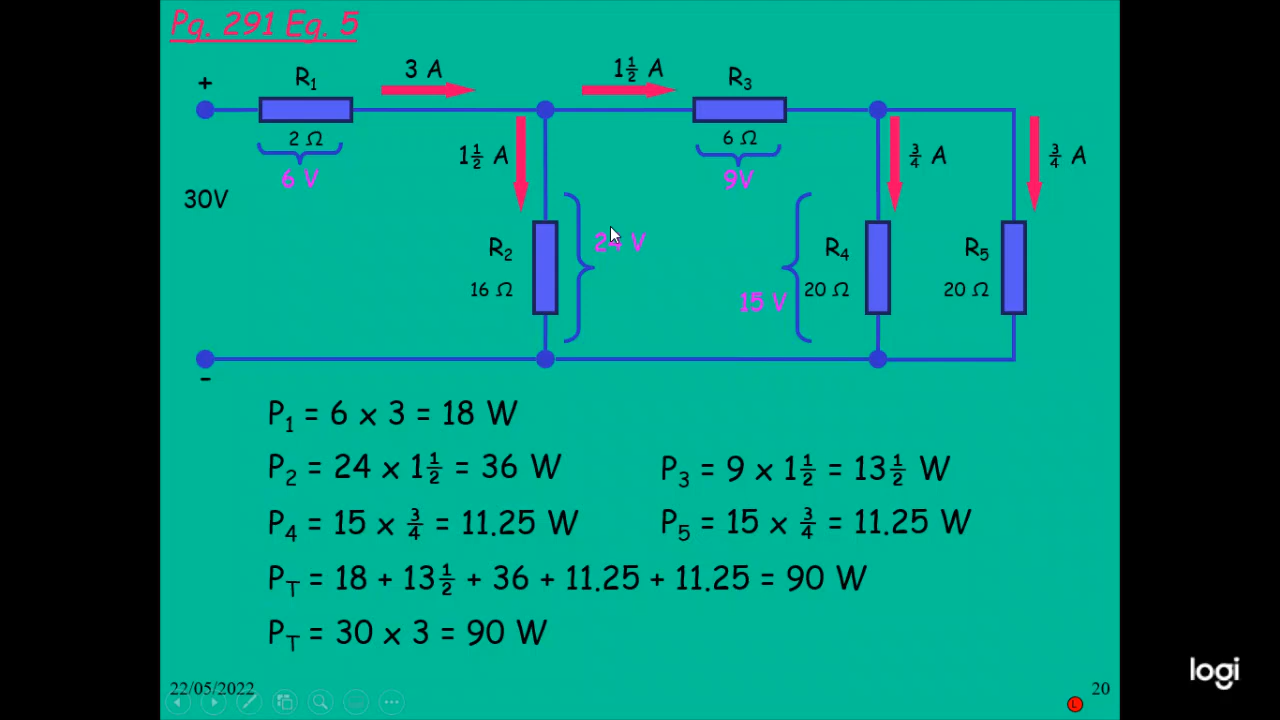 Pg. 291 Eg. 5
+
R1
3 A
1½ A
R3
2 Ω
6 Ω
6 V
9V
1½ A
¾ A
¾ A
30V
R2
24 V
R4
R5
16 Ω
15 V
20 Ω
20 Ω
-
P1 = 6 x 3 = 18 W
P2 = 24 x 1½ = 36 W
P3 = 9 x 1½ = 13½ W
P4 = 15 x ¾ = 11.25 W
P5 = 15 x ¾ = 11.25 W
PT = 18 + 13½ + 36 + 11.25 + 11.25 = 90 W
PT = 30 x 3 = 90 W
22/05/2022
20
L
logi